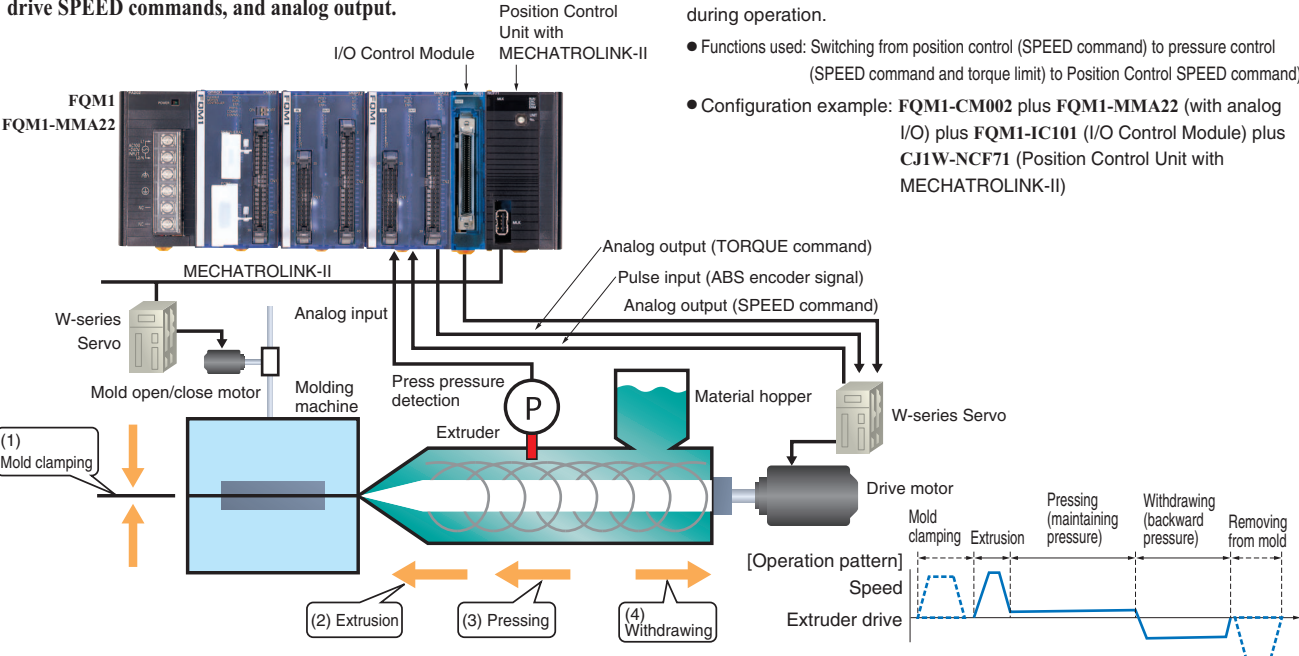 drive SPEED commands, and analog output.
during operation.
● Functions used: Switching from position control (SPEED command) to pressure control
(SPEED command and torque limit) to Position Control SPEED command)
● Configuration example: FQM1-CM002 plus FQM1-MMA22 (with analog
I/O) plus FQM1-IC101 (I/O Control Module) plus
CJ1W-NCF71 (Position Control Unit with
MECHATROLINK-II)
Position Control
Unit with
MECHATROLINK-II
I/O Control Module
FQM1
FQM1-MMA22
FQM1
FQM1
FQM1
POWER
MLK
MLK
MECHATROLINK-II
Analog output (TORQUE command)
Pulse input (ABS encoder signal)
Analog output (SPEED command)
W-series
Servo
Analog input
Mold open/close motor
Molding
machine
Press pressure
detection
P
Material hopper
W-series Servo
Extruder
(1)
Mold clamping
Drive motor
(2) Extrusion
(3) Pressing
(4)
Withdrawing
[Operation pattern]
Speed
Extruder drive
Mold
clamping
Extrusion
Pressing
(maintaining
pressure)
Withdrawing
(backward
pressure)
Removing
from mold